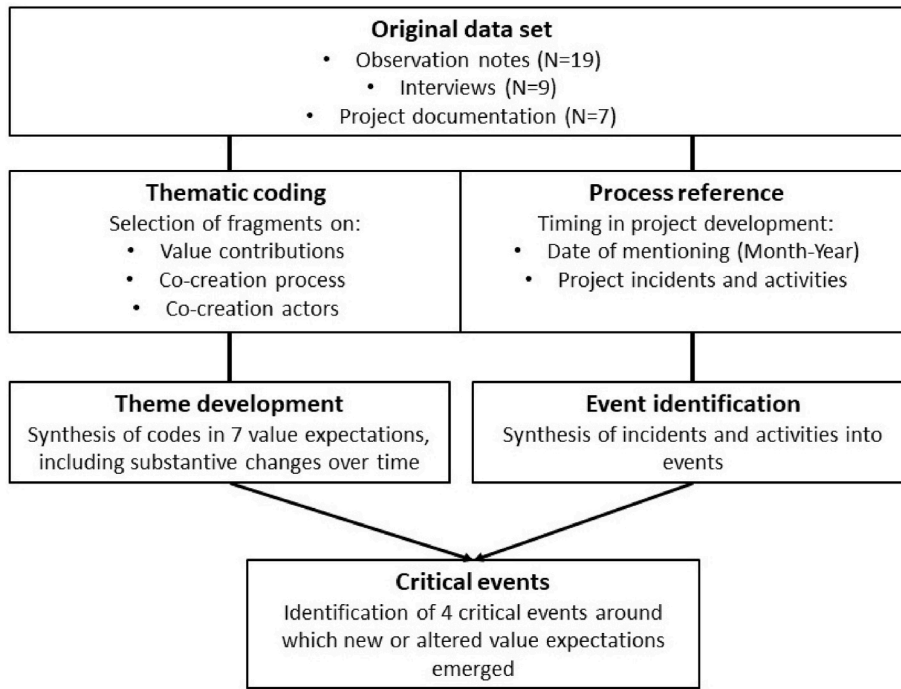 Original data set
• Observation notes (N=19)
• Interviews (N=9)
• Project documentation (N=7)
Thematic coding
Selection of fragments on:
• Value contributions
• Co-creation process
• Co-creation actors
Process reference
Timing in project development:
• Date of mentioning (Month-Year)
• Project incidents and activities
Theme development
Synthesis of codes in 7 value expectations,
including substantive changes over time
Event identification
Synthesis of incidents and activities into
events
Critical events
Identification of 4 critical events around
which new or altered value expectations
emerged